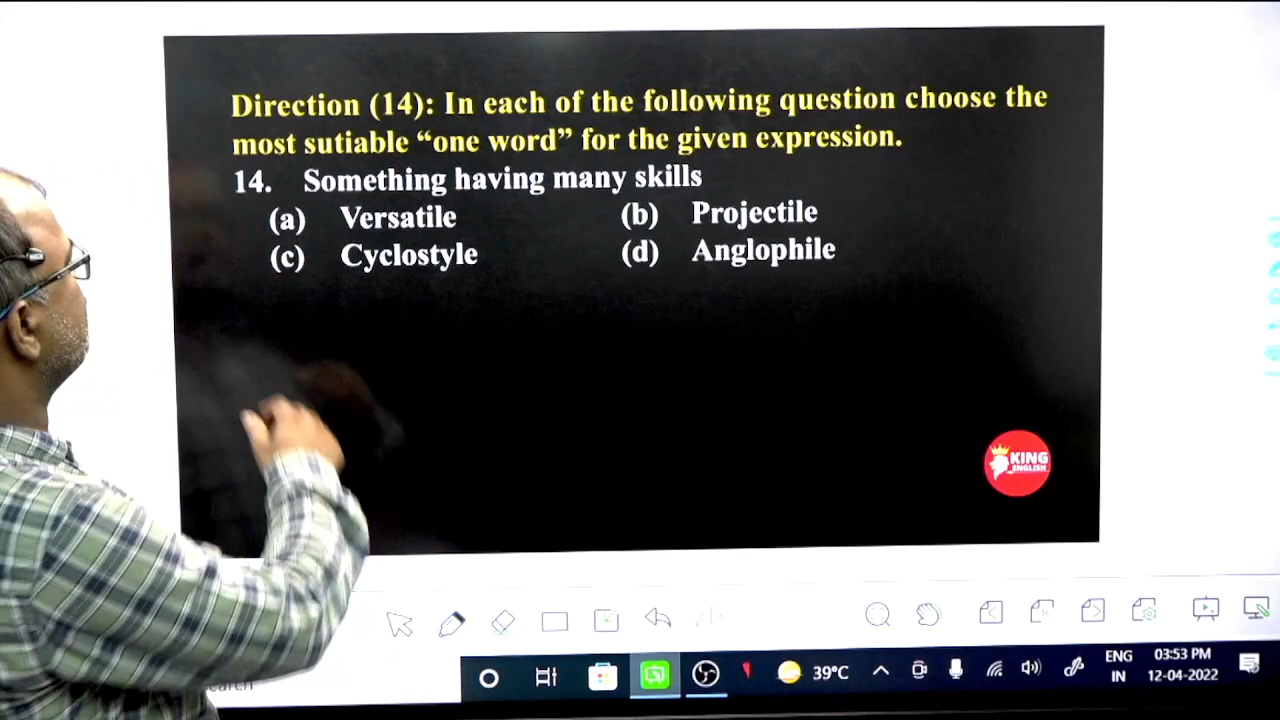 Direction (14): In each of the following question choose the
most sutiable “one word” for the given expression.
14. Something having many skills
(a) Versatile (b) Projectile
(c) Cyclostyle (d) Anglophile
KING
ENGLISH
39°C
ENG
IN
03:53 PM
12-04-2022
earch